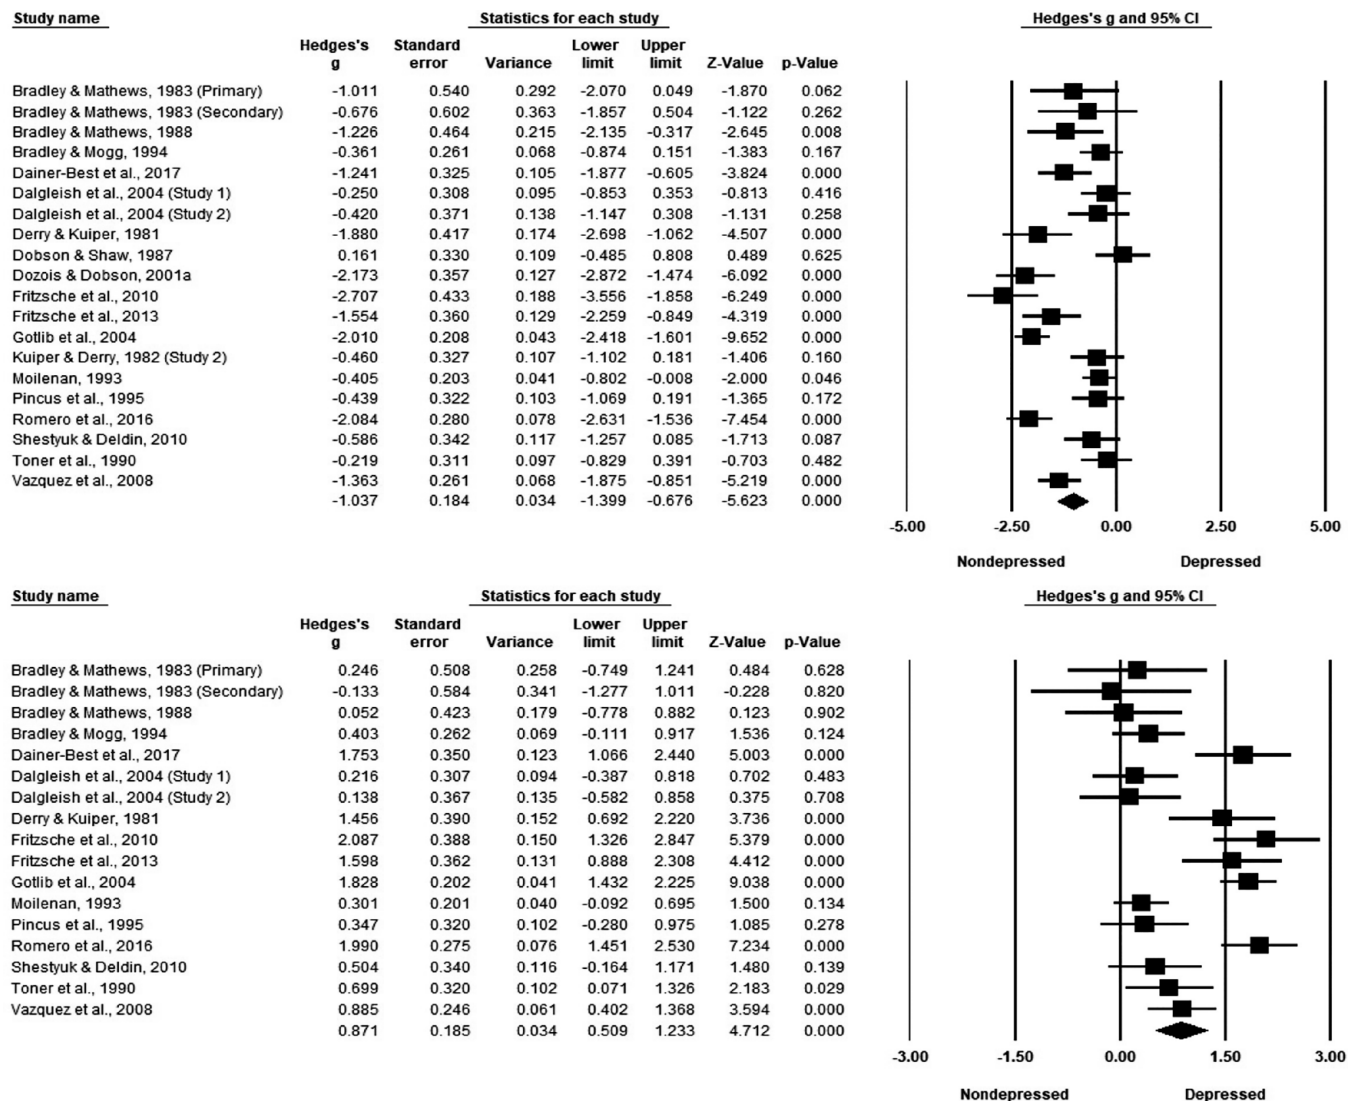 Study name Statistics for each study Hedges's g and 95% CI
Hedges's Standard Lower Upper
g error Variance limit limit Z-Value p-Value
Bradley & Mathews, 1983 (Primary) -1.011 0.540 0.292 -2.070 0.049 -1.870 0.062
Bradley & Mathews, 1983 (Secondary) -0.676 0.602 0.363 -1.857 0.504 -1.122 0.262
Bradley & Mathews, 1988 -1.226 0.464 0.215 -2.135 -0.317 -2.645 0.008
Bradley & Mogg, 1994 -0.361 0.261 0.068 -0.874 0.151 -1.383 0.167
Dainer-Best et al., 2017 -1.241 0.325 0.105 -1.877 -0.605 -3.824 0.000
Dalgleish et al., 2004 (Study 1) -0.250 0.308 0.095 -0.853 0.353 -0.813 0.416
Dalgleish et al., 2004 (Study 2) -0.420 0.371 0.138 -1.147 0.308 -1.131 0.258
Derry & Kuiper, 1981 -1.880 0.417 0.174 -2.698 -1.062 -4.507 0.000
Dobson & Shaw, 1987 0.161 0.330 0.109 -0.485 0.808 0.489 0.625
Dozois & Dobson, 2001a -2.173 0.357 0.127 -2.872 -1.474 -6.092 0.000
Fritzsche et al., 2010 -2.707 0.433 0.188 -3.556 -1.858 -6.249 0.000
Fritzsche et al., 2013 -1.554 0.360 0.129 -2.259 -0.849 -4.319 0.000
Gotlib et al., 2004 -2.010 0.208 0.043 -2.418 -1.601 -9.652 0.000
Kuiper & Derry, 1982 (Study 2) -0.460 0.327 0.107 -1.102 0.181 -1.406 0.160
Moilenan, 1993 -0.405 0.203 0.041 -0.802 -0.008 -2.000 0.046
Pincus et al., 1995 -0.439 0.322 0.103 -1.069 0.191 -1.365 0.172
Romero et al., 2016 -2.084 0.280 0.078 -2.631 -1.536 -7.454 0.000
Shestyuk & Deldin, 2010 -0.586 0.342 0.117 -1.257 0.085 -1.713 0.087
Toner et al., 1990 -0.219 0.311 0.097 -0.829 0.391 -0.703 0.482
Vazquez et al., 2008 -1.363 0.261 0.068 -1.875 -0.851 -5.219 0.000
-1.037 0.184 0.034 -1.399 -0.676 -5.623 0.000
-5.00 -2.50 0.00 2.50 5.00
Nondepressed Depressed
Study name Statistics for each study Hedges's g and 95% CI
Hedges's Standard Lower Upper
g error Variance limit limit Z-Value p-Value
Bradley & Mathews, 1983 (Primary) 0.246 0.508 0.258 -0.749 1.241 0.484 0.628
Bradley & Mathews, 1983 (Secondary) -0.133 0.584 0.341 -1.277 1.011 -0.228 0.820
Bradley & Mathews, 1988 0.052 0.423 0.179 -0.778 0.882 0.123 0.902
Bradley & Mogg, 1994 0.403 0.262 0.069 -0.111 0.917 1.536 0.124
Dainer-Best et al., 2017 1.753 0.350 0.123 1.066 2.440 5.003 0.000
Dalgleish et al., 2004 (Study 1) 0.216 0.307 0.094 -0.387 0.818 0.702 0.483
Dalgleish et al., 2004 (Study 2) 0.138 0.367 0.135 -0.582 0.858 0.375 0.708
Derry & Kuiper, 1981 1.456 0.390 0.152 0.692 2.220 3.736 0.000
Fritzsche et al., 2010 2.087 0.388 0.150 1.326 2.847 5.379 0.000
Fritzsche et al., 2013 1.598 0.362 0.131 0.888 2.308 4.412 0.000
Gotlib et al., 2004 1.828 0.202 0.041 1.432 2.225 9.038 0.000
Moilenan, 1993 0.301 0.201 0.040 -0.092 0.695 1.500 0.134
Pincus et al., 1995 0.347 0.320 0.102 -0.280 0.975 1.085 0.278
Romero et al., 2016 1.990 0.275 0.076 1.451 2.530 7.234 0.000
Shestyuk & Deldin, 2010 0.504 0.340 0.116 -0.164 1.171 1.480 0.139
Toner et al., 1990 0.699 0.320 0.102 0.071 1.326 2.183 0.029
Vazquez et al., 2008 0.885 0.246 0.061 0.402 1.368 3.594 0.000
0.871 0.185 0.034 0.509 1.233 4.712 0.000
-3.00 -1.50 0.00 1.50 3.00
Nondepressed Depressed